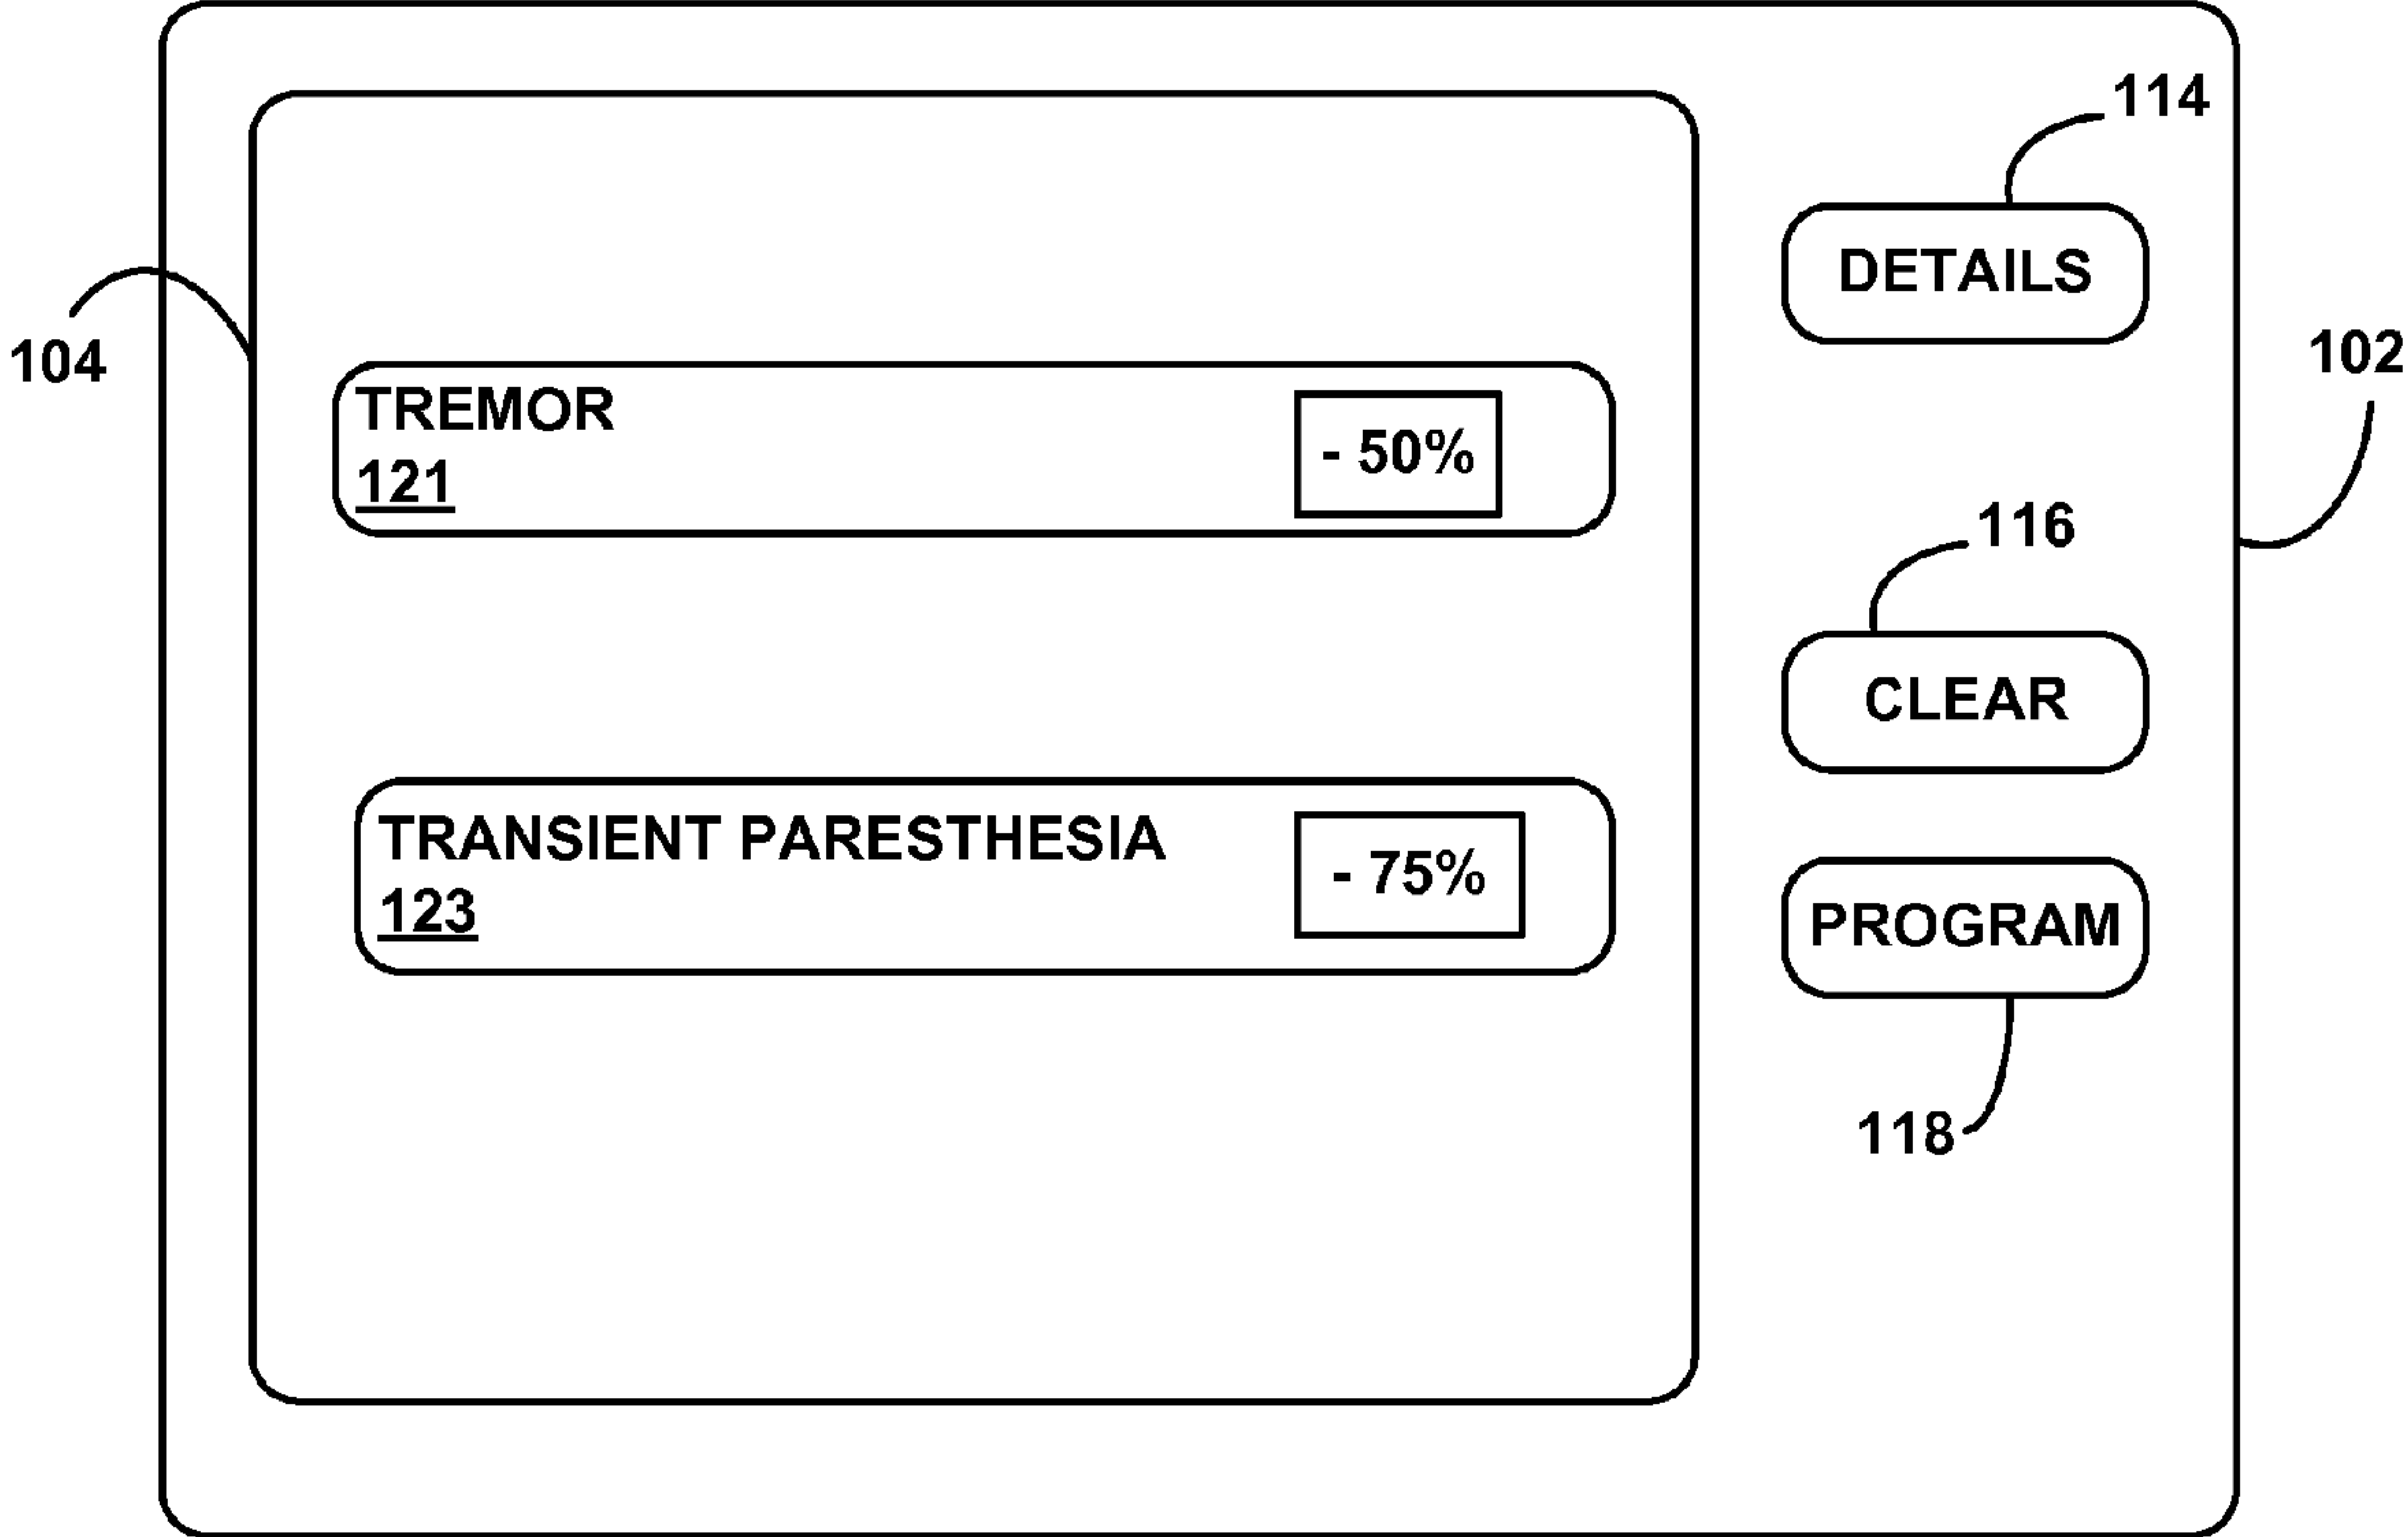 114
DETAILS
104
102
TREMOR
121
- 50%
116
CLEAR
TRANSIENT PARESTHESIA
123
- 75%
PROGRAM
118